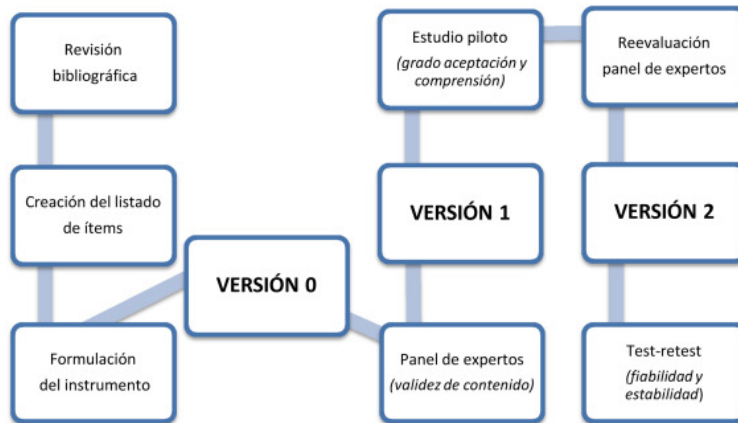 Revisión
bibliográfica
Creación del listado
de ítems
Formulación
del instrumento
VERSIÓN 0
Panel de expertos
(validez de contenido)
VERSIÓN 1
Estudio piloto
(grado aceptación y
comprensión)
Reevaluación
panel de expertos
VERSIÓN 2
Test-retest
(fiabilidad y
estabilidad)